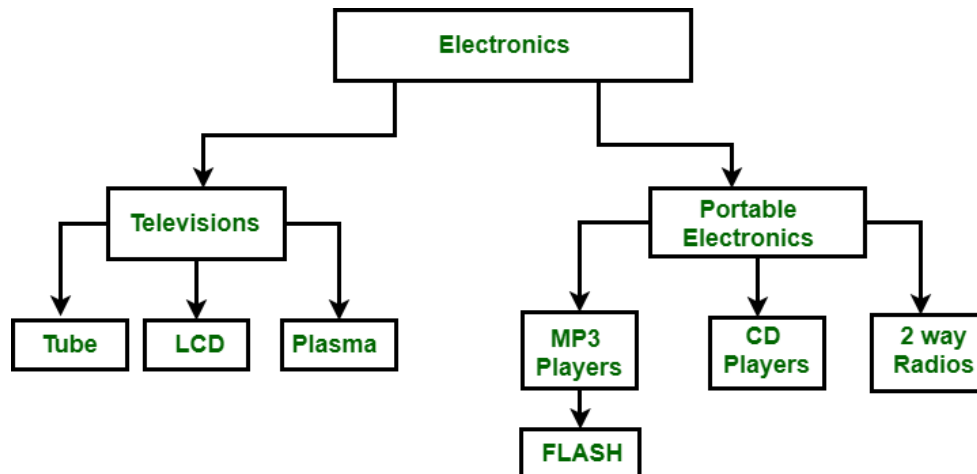 Electronics
Televisions
Portable
Electronics
Tube
LCD
Plasma
MP3
Players
CD
Players
2 way
Radios
FLASH